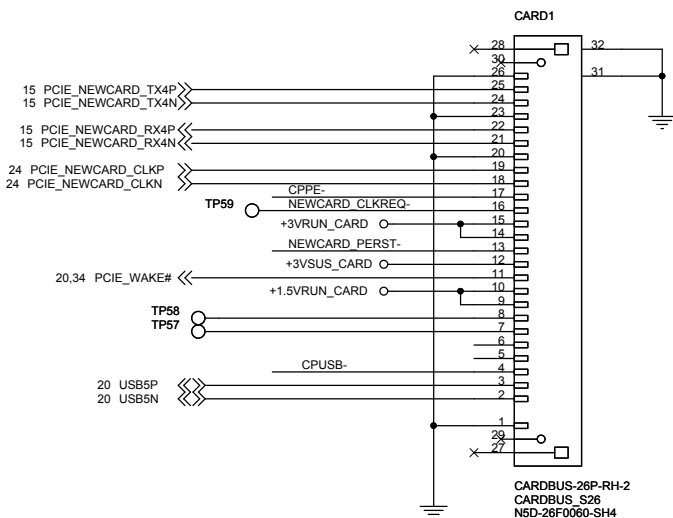 CARD1
28
32
30
26
31
15 PCIE_NEWCARD_TX4P
25
15 PCIE_NEWCARD_TX4N
24
23
15 PCIE_NEWCARD_RX4P
22
15 PCIE_NEWCARD_RX4N
21
20
24 PCIE_NEWCARD_CLKP
19
24 PCIE_NEWCARD_CLKN
18
CPPE-
17
TP59
NEWCARD_CLKREQ-
16
+3VRUN_CARD
15
14
NEWCARD_PERST-
13
+3VSUS_CARD
12
20,34 PCIE_WAKE#
11
+1.5VRUN_CARD
10
9
TP58
8
TP57
7
6
5
CPUSB-
4
20 USB5P
3
20 USB5N
2
1
29
27
CARDBUS-26P-RH-2
CARDBUS_S26
N5D-26F0060-SH4